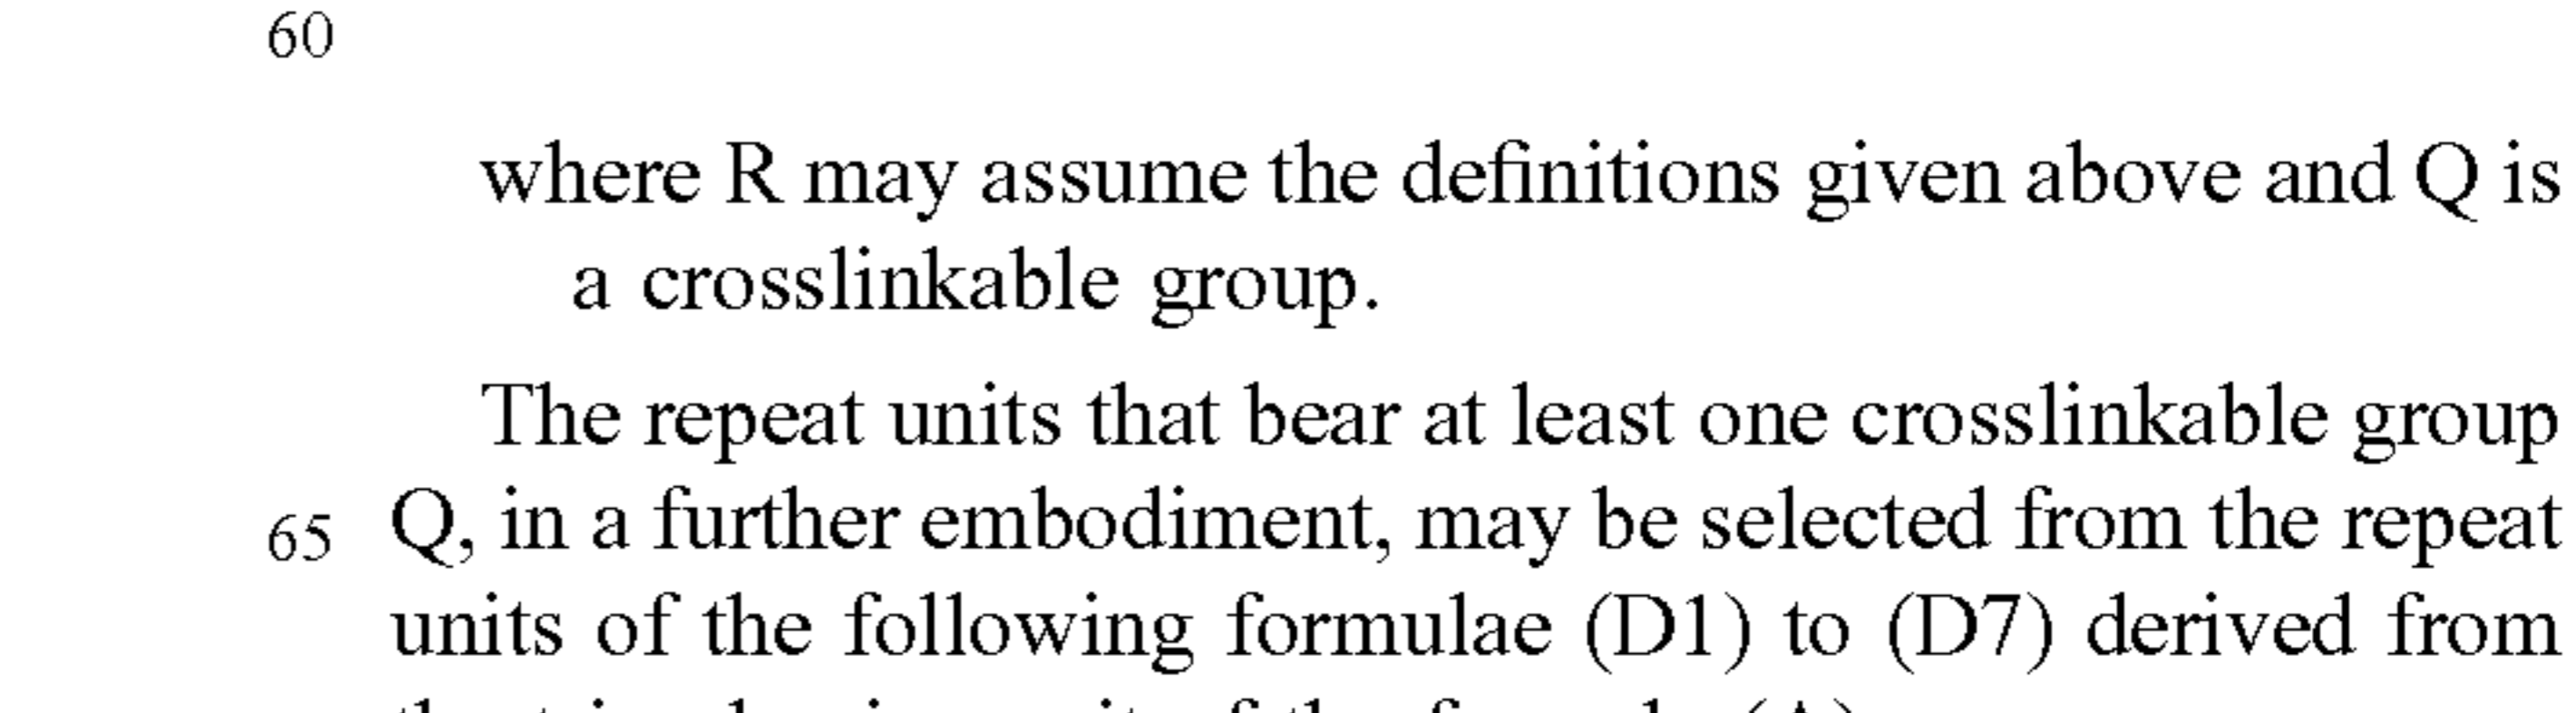 60
where R may assume the definitions given above and Q is
a crosslinkable group.
The repeat units that bear at least one crosslinkable group
65 Q, in a further embodiment, may be selected from the repeat
units of the following formulae (D1) to (D7) derived from